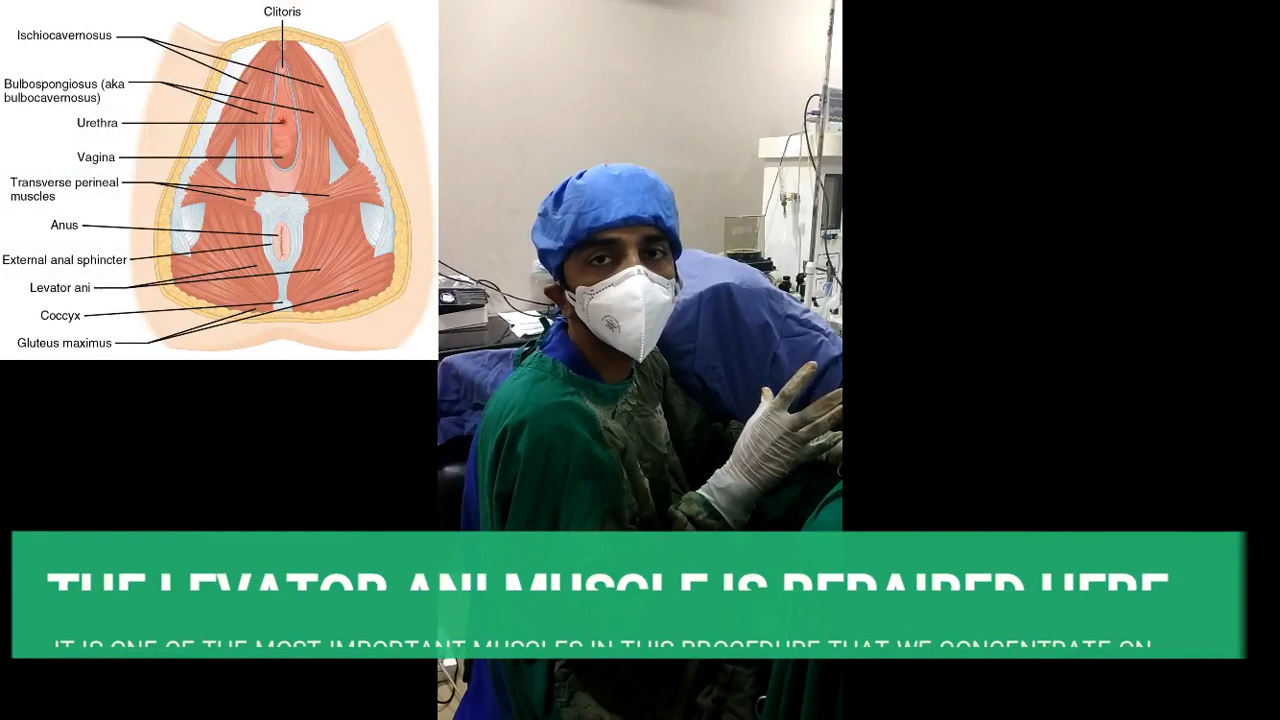 Clitoris
Ischiocavernosus
Bulbospongiosus (aka
bulbocavernosus)
Urethra
Vagina
Transverse perineal
muscles
Anus
External anal sphincter
Levator ani
Coccyx
Gluteus maximus
THE LEVATOR ANI MUSCLE IS REPAIRED HERE
IT IS ONE OF THE MOST IMPORTANT MUSCLES IN THIS PROCEDURE THAT WE CONCENTRATE ON